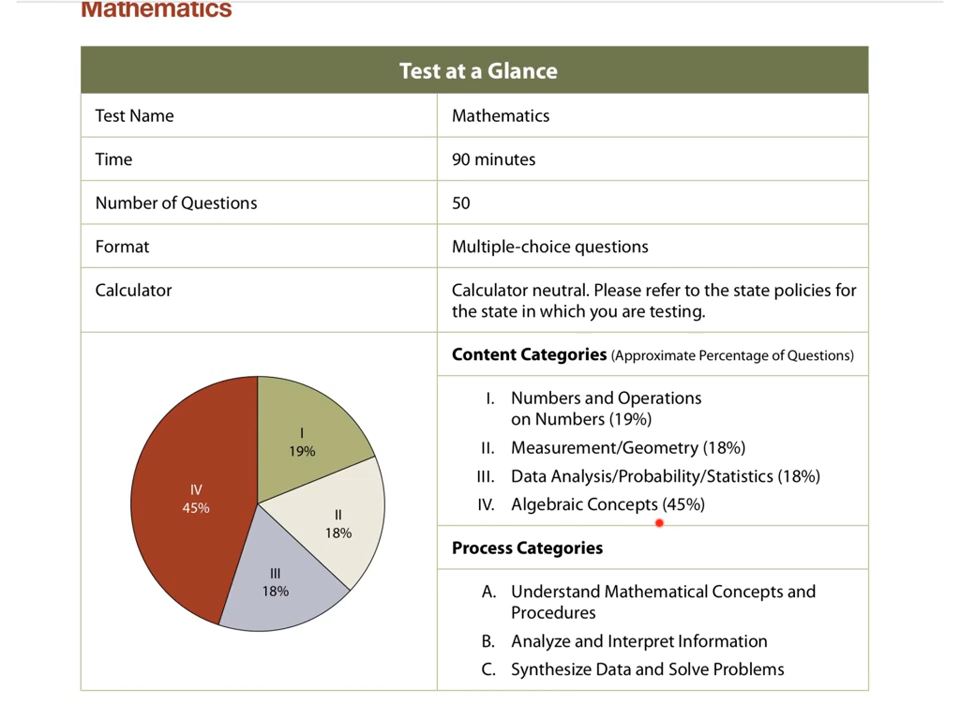 Mathematics
Test at a Glance
Test Name
Mathematics
Time
90 minutes
Number of Questions
50
Format
Multiple-choice questions
Calculator
Calculator neutral. Please refer to the state policies for
the state in which you are testing.
I
19%
II
18%
III
18%
IV
45%
Content Categories (Approximate Percentage of Questions)
I. Numbers and Operations
on Numbers (19%)
II. Measurement/Geometry (18%)
III. Data Analysis/Probability/Statistics (18%)
IV. Algebraic Concepts (45%)
Process Categories
A. Understand Mathematical Concepts and
Procedures
B. Analyze and Interpret Information
C. Synthesize Data and Solve Problems